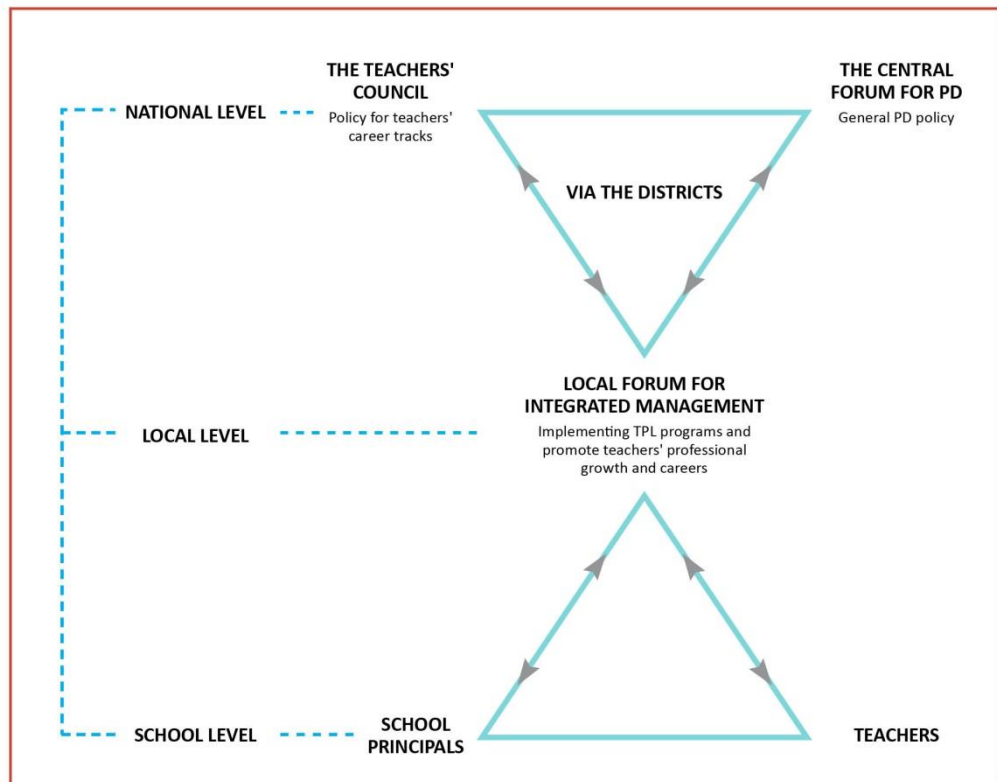 THE TEACHERS'
COUNCIL
Policy for teachers'
career tracks
THE CENTRAL
FORUM FOR PD
General PD policy
NATIONAL LEVEL
VIA THE DISTRICTS
LOCAL FORUM FOR
INTEGRATED MANAGEMENT
Implementing TPL programs and
promote teachers' professional
growth and careers
LOCAL LEVEL
SCHOOL LEVEL
SCHOOL
PRINCIPALS
TEACHERS